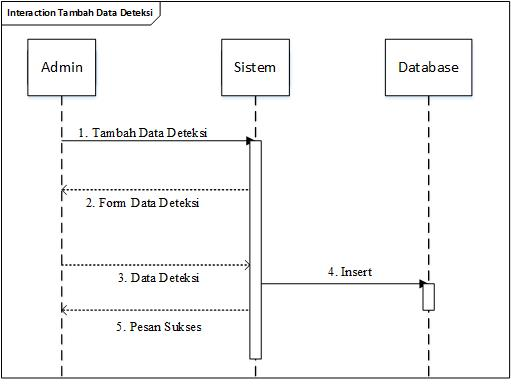 Interaction Tambah Data Deteksi
Admin
Sistem
Database
1. Tambah Data Deteksi
2. Form Data Deteksi
3. Data Deteksi
4. Insert
5. Pesan Sukses